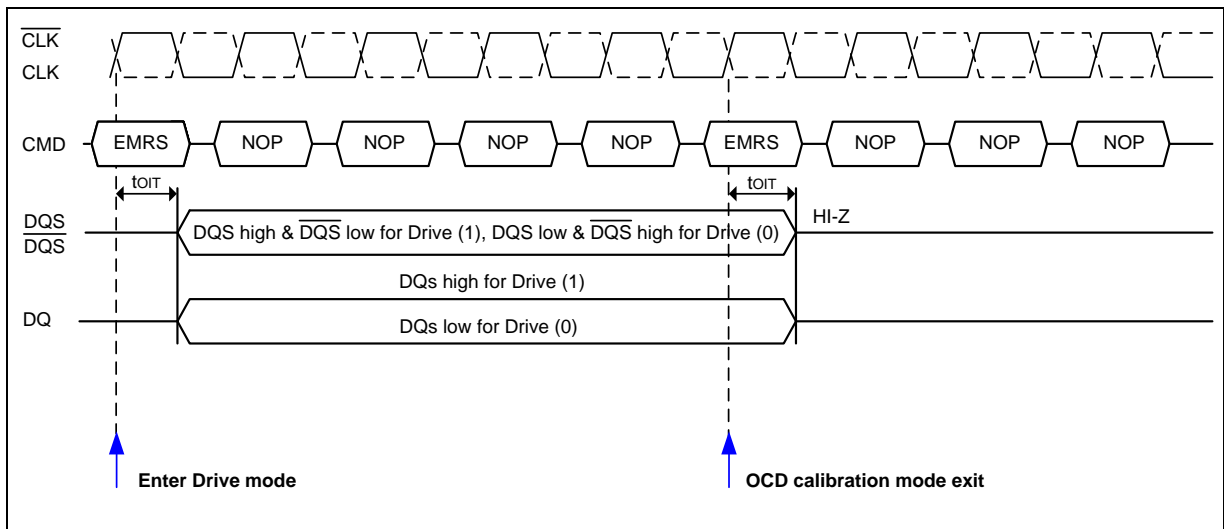 CLK
CLK
CMD EMRS NOP NOP NOP NOP EMRS NOP NOP NOP
tOIT tOIT
DQS
DQS
DQS high & DQS low for Drive (1), DQS low & DQS high for Drive (0)
HI-Z
DQs high for Drive (1)
DQ
DQs low for Drive (0)
Enter Drive mode OCD calibration mode exit